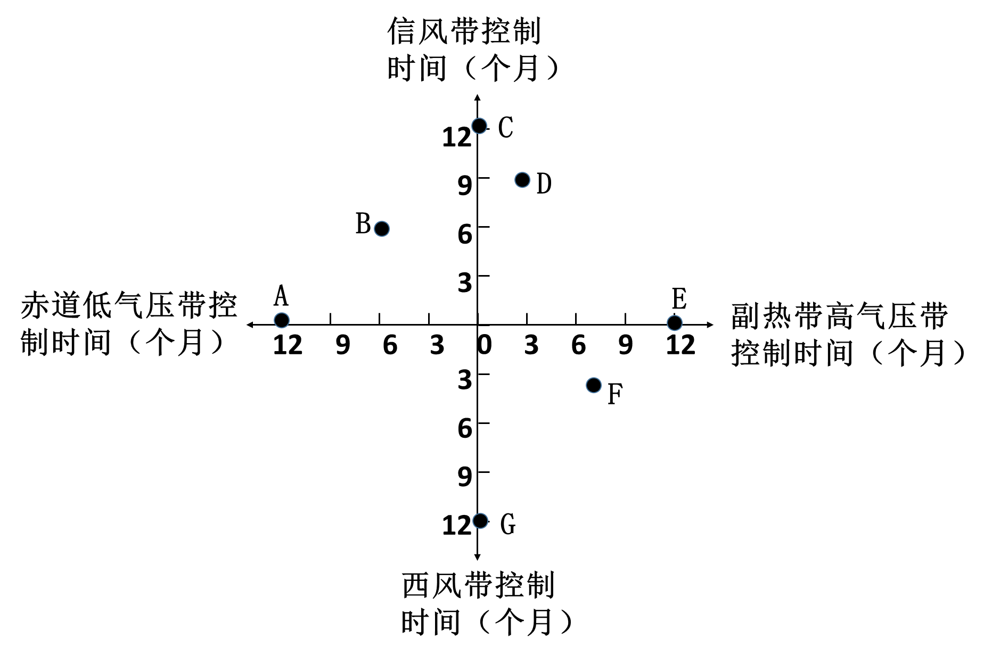 信风带控制
时间（个月）
12
C
9
D
B
6
3
赤道低气压带控
制时间（个月）
A
E
副热带高气压带
控制时间（个月）
12 9 6 3 0 3 6 9 12
3
F
6
9
12
G
西风带控制
时间（个月）